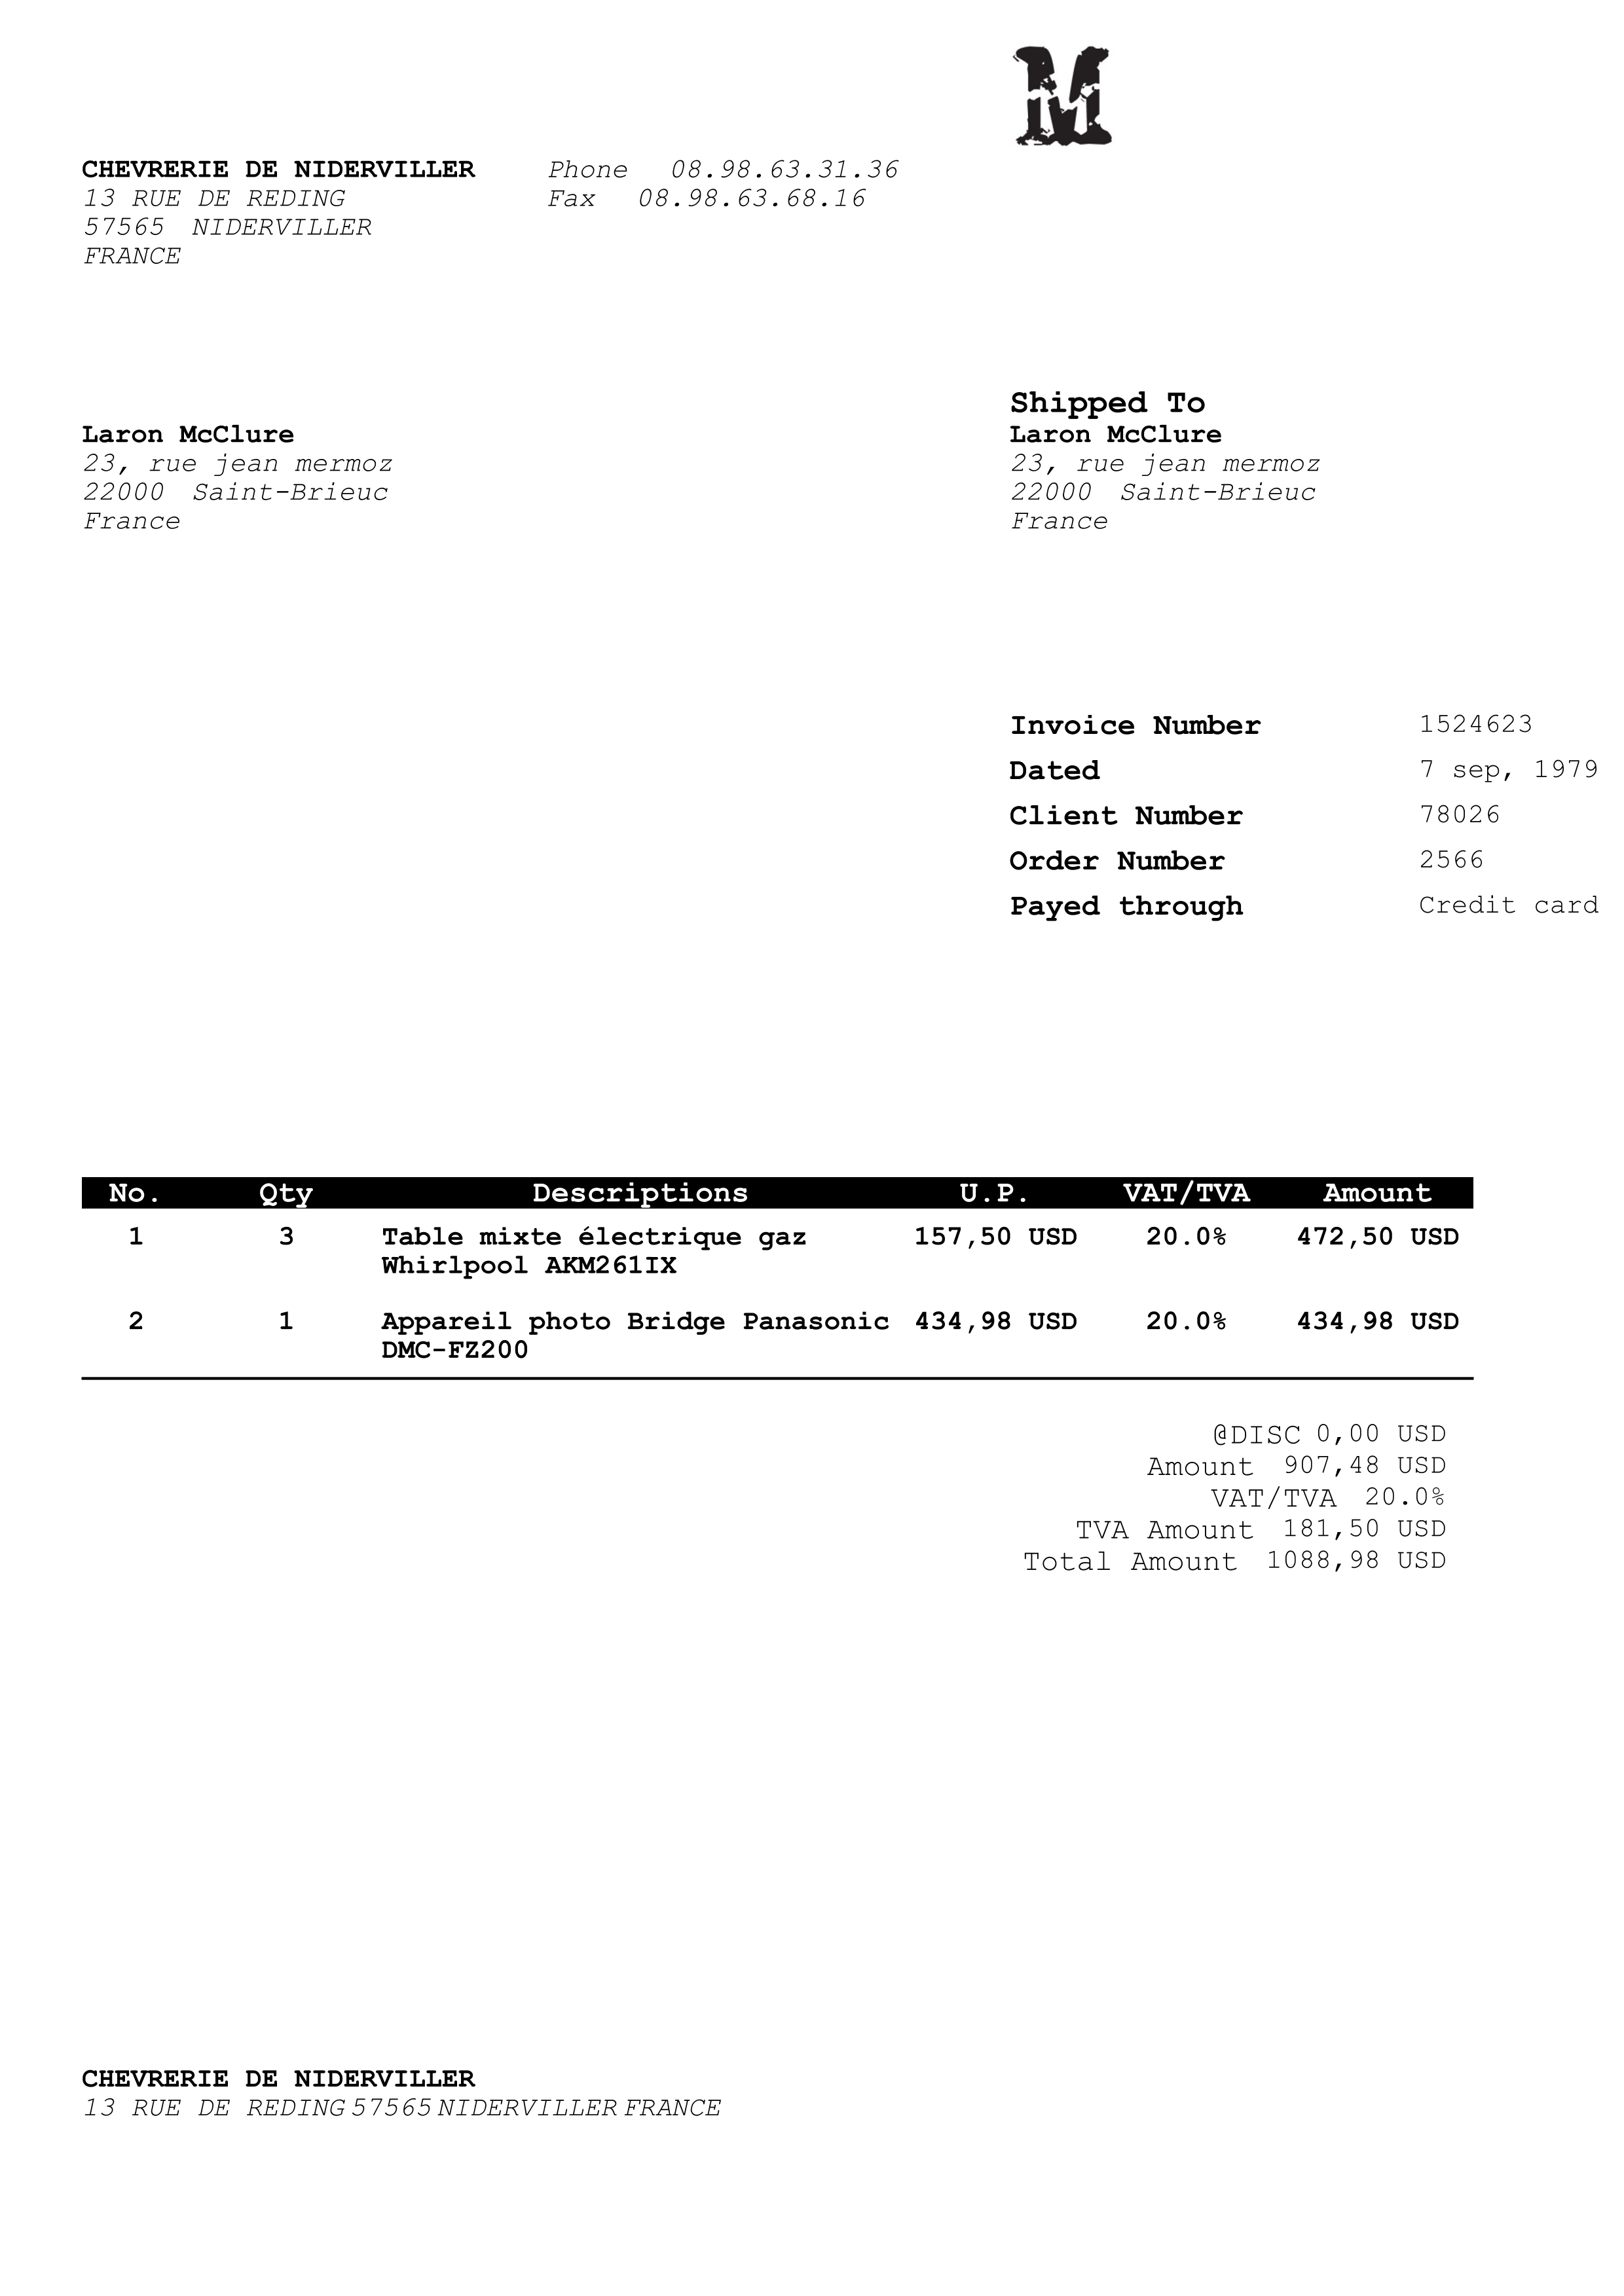 M
CHEVRERIE DE NIDERVILLER
13 RUE DE REDING
57565 NIDERVILLER
FRANCE
Phone 08.98.63.31.36
Fax 08.98.63.68.16
Laron McClure
23, rue jean mermoz
22000 Saint-Brieuc
France
Shipped To
Laron McClure
23, rue jean mermoz
22000 Saint-Brieuc
France
Invoice Number 1524623
Dated 7 sep, 1979
Client Number 78026
Order Number 2566
Payed through Credit card
No. Qty Descriptions U.P. VAT/TVA Amount
1 3 Table mixte électrique gaz 157,50 USD 20.0% 472,50 USD
Whirlpool AKM261IX
2 1 Appareil photo Bridge Panasonic 434,98 USD 20.0% 434,98 USD
DMC-FZ200
@DISC 0,00 USD
Amount 907,48 USD
VAT/TVA 20.0%
TVA Amount 181,50 USD
Total Amount 1088,98 USD
CHEVRERIE DE NIDERVILLER
13 RUE DE REDING 57565 NIDERVILLER FRANCE